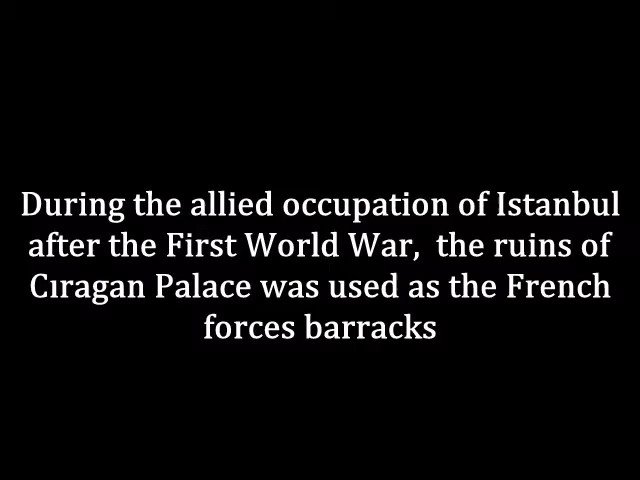 During the allied occupation of Istanbul
after the First World War,  the ruins of
Cıragan Palace was used as the French
forces barracks